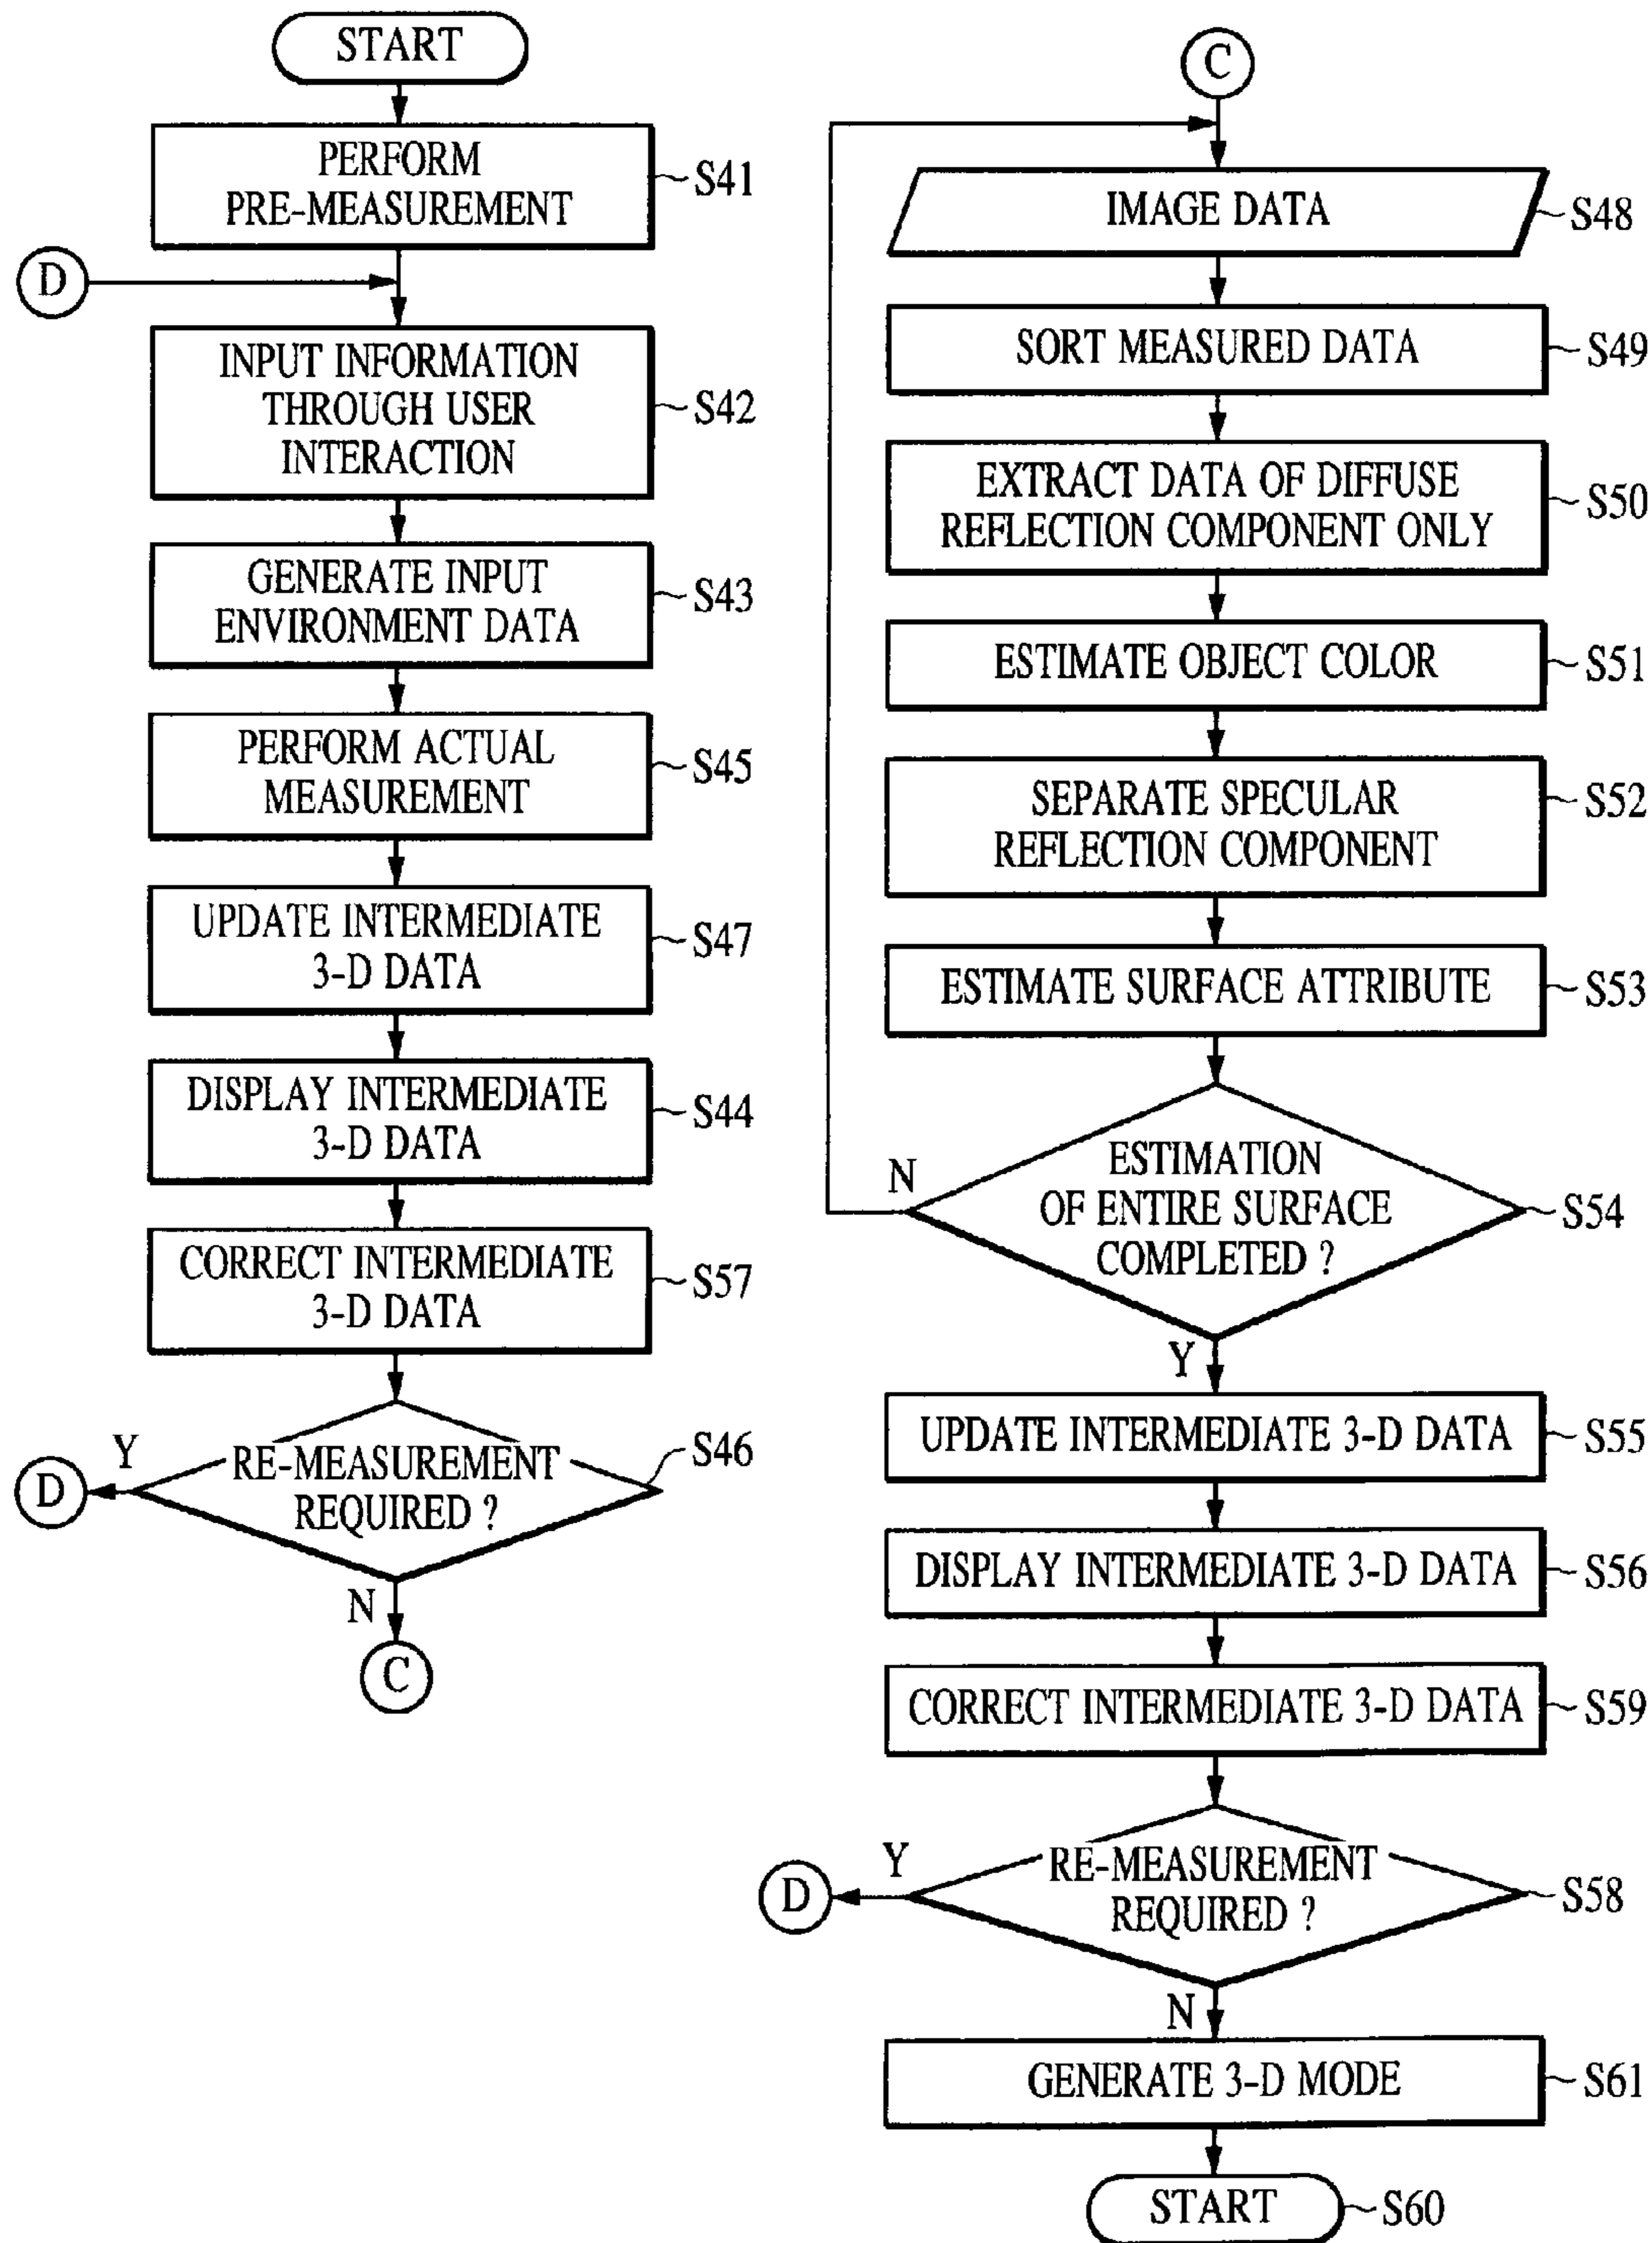 START
PERFORM
PRE-MEASUREMENT
S41
D
INPUT INFORMATION
THROUGH USER
INTERACTION
S42
GENERATE INPUT
ENVIRONMENT DATA
S43
PERFORM ACTUAL
MEASUREMENT
S45
UPDATE INTERMEDIATE
3-D DATA
S47
DISPLAY INTERMEDIATE
3-D DATA
S44
CORRECT INTERMEDIATE
3-D DATA
S57
RE-MEASUREMENT
REQUIRED ?
S46
Y
D
N
C
C
IMAGE DATA
S48
SORT MEASURED DATA
S49
EXTRACT DATA OF DIFFUSE
REFLECTION COMPONENT ONLY
S50
ESTIMATE OBJECT COLOR
S51
SEPARATE SPECULAR
REFLECTION COMPONENT
S52
ESTIMATE SURFACE ATTRIBUTE
S53
ESTIMATION
OF ENTIRE SURFACE
COMPLETED ?
S54
N
Y
UPDATE INTERMEDIATE 3-D DATA
S55
DISPLAY INTERMEDIATE 3-D DATA
S56
CORRECT INTERMEDIATE 3-D DATA
S59
RE-MEASUREMENT
REQUIRED ?
S58
Y
D
N
GENERATE 3-D MODE
S61
START
S60